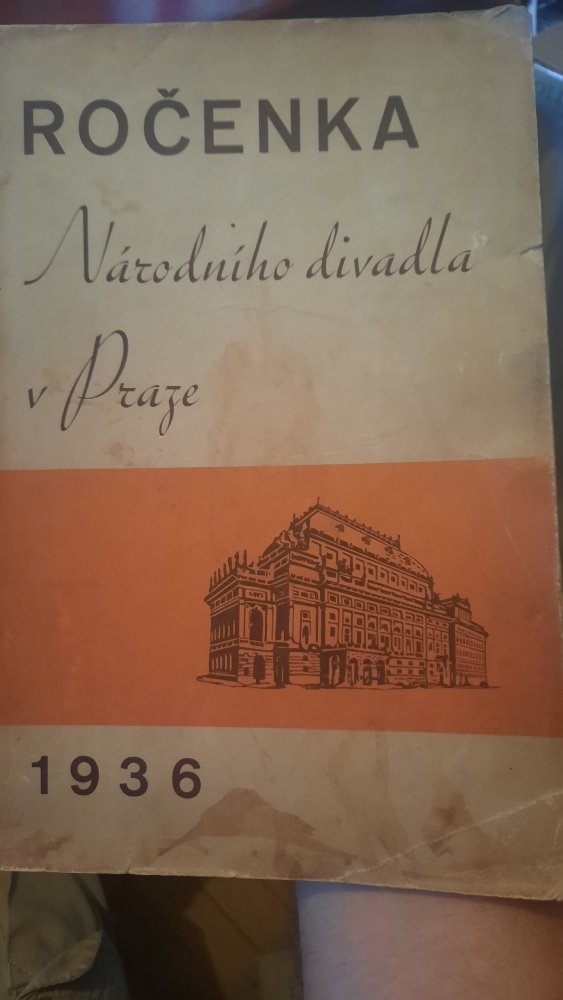 ROČENKA
Národního divadla
v Praze
1936